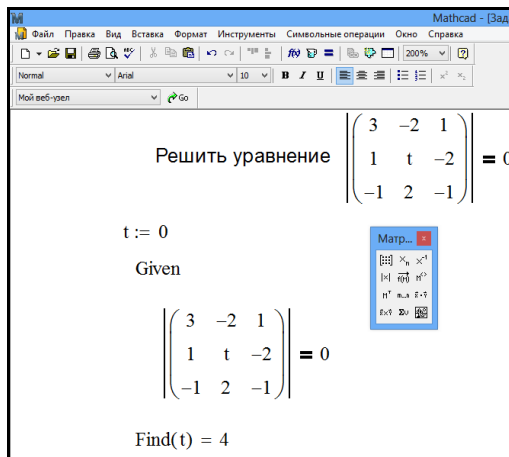 Mathcad - [Зад
Файл Правка Вид Вставка Формат Инструменты Символьные операции Окно Справка
200%
Normal Arial 10 B I U
Мой веб-узел Go
Решить уравнение
3 −2 1
1 t −2 = 0
−1 2 −1
t := 0
Матр...
Given
3 −2 1
1 t −2 = 0
−1 2 −1
Find(t) = 4